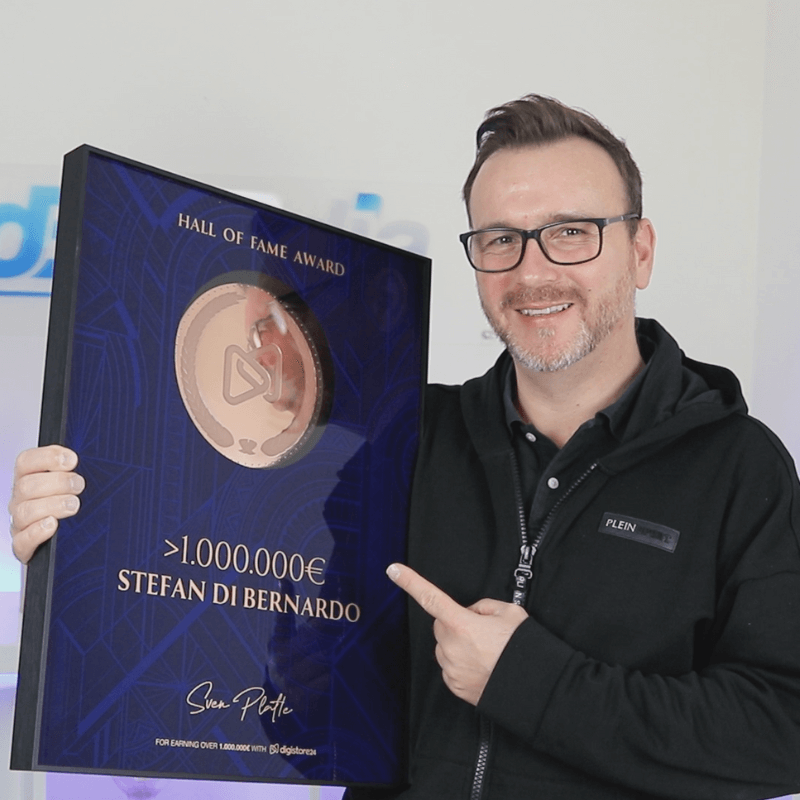 HALL OF FAME AWARD
>1.000.000€
STEFAN DI BERNARDO
Sven Platte
FOR EARNING OVER 1.000.000€ WITH digistore24
PLEIN